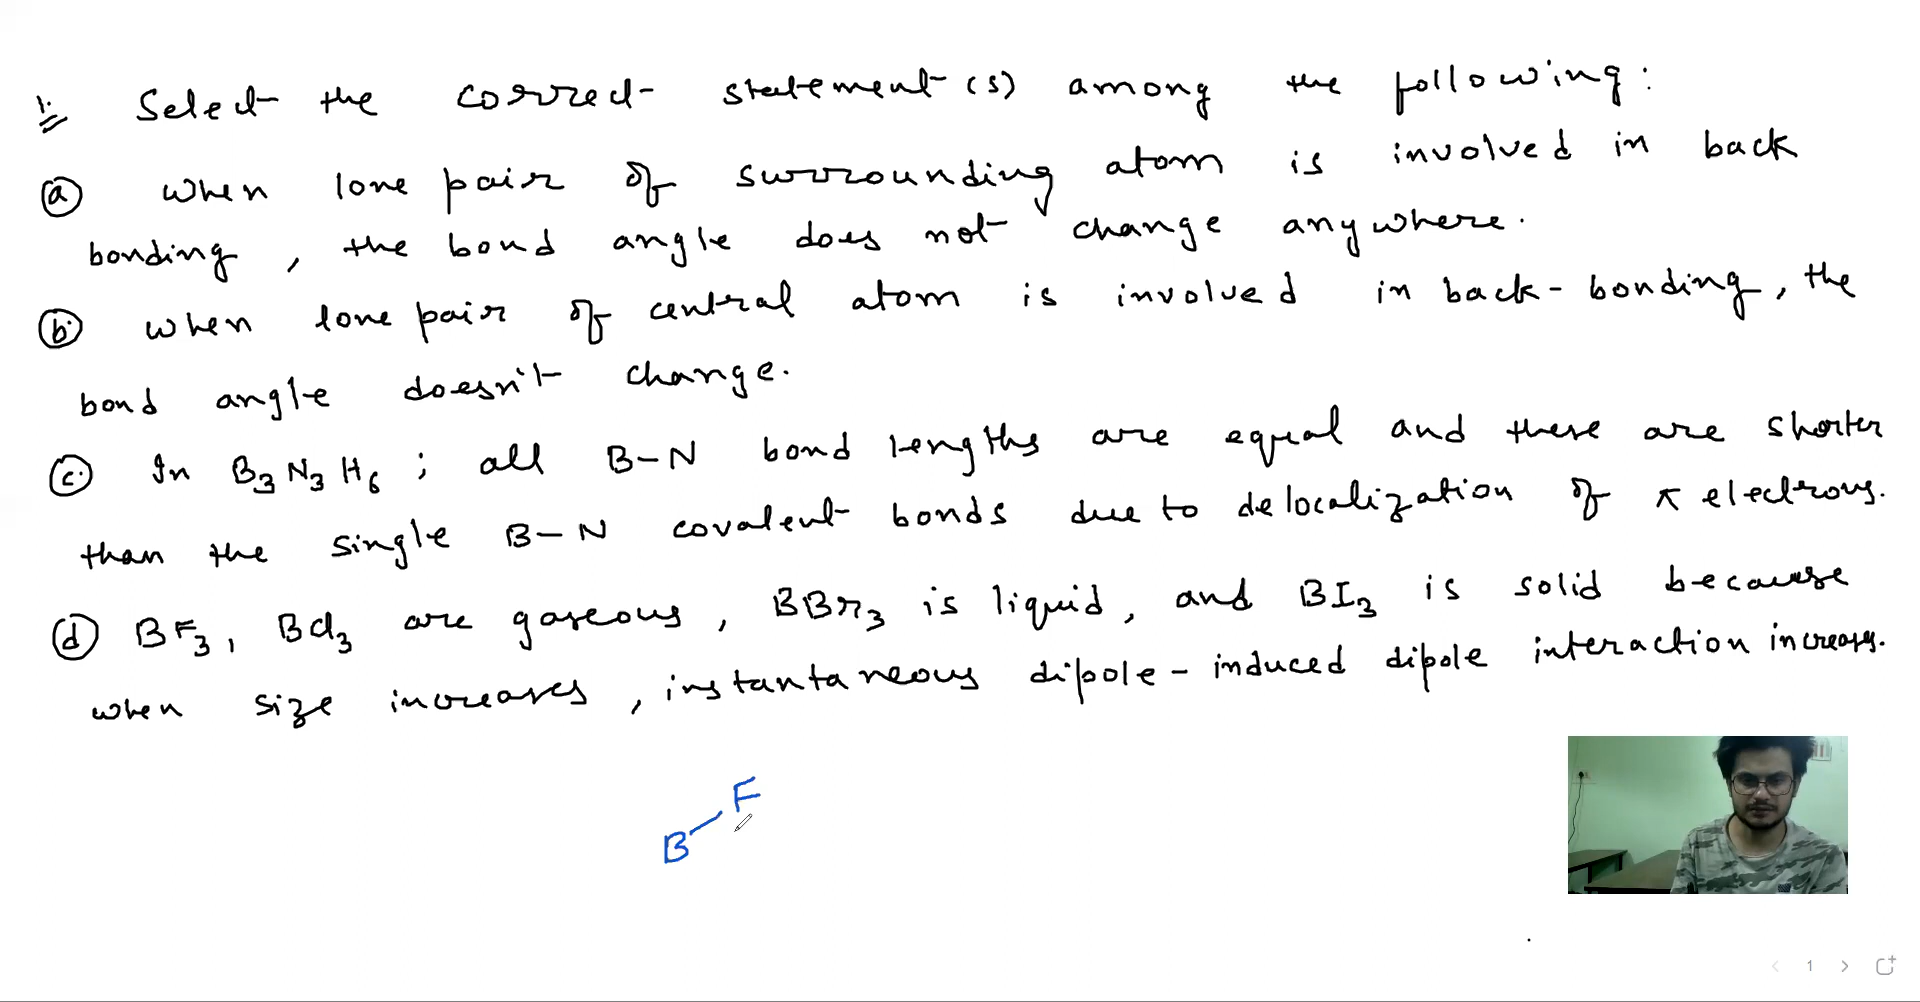 1. Select the correct statement(s) among the following:
(a) when lone pair of surrounding atom is involved in back
bonding, the bond angle does not change anywhere.
(b) when lone pair of central atom is involved in back-bonding, the
bond angle doesn't change.
(c) In B3N3H6; all B-N bond lengths are equal and these are shorter
than the single B-N covalent bonds due to delocalization of π electrons.
(d) BF3, BCl3 are gaseous, BBr3 is liquid, and BI3 is solid because
when size increases, instantaneous dipole-induced dipole interaction increases.
B-F
1